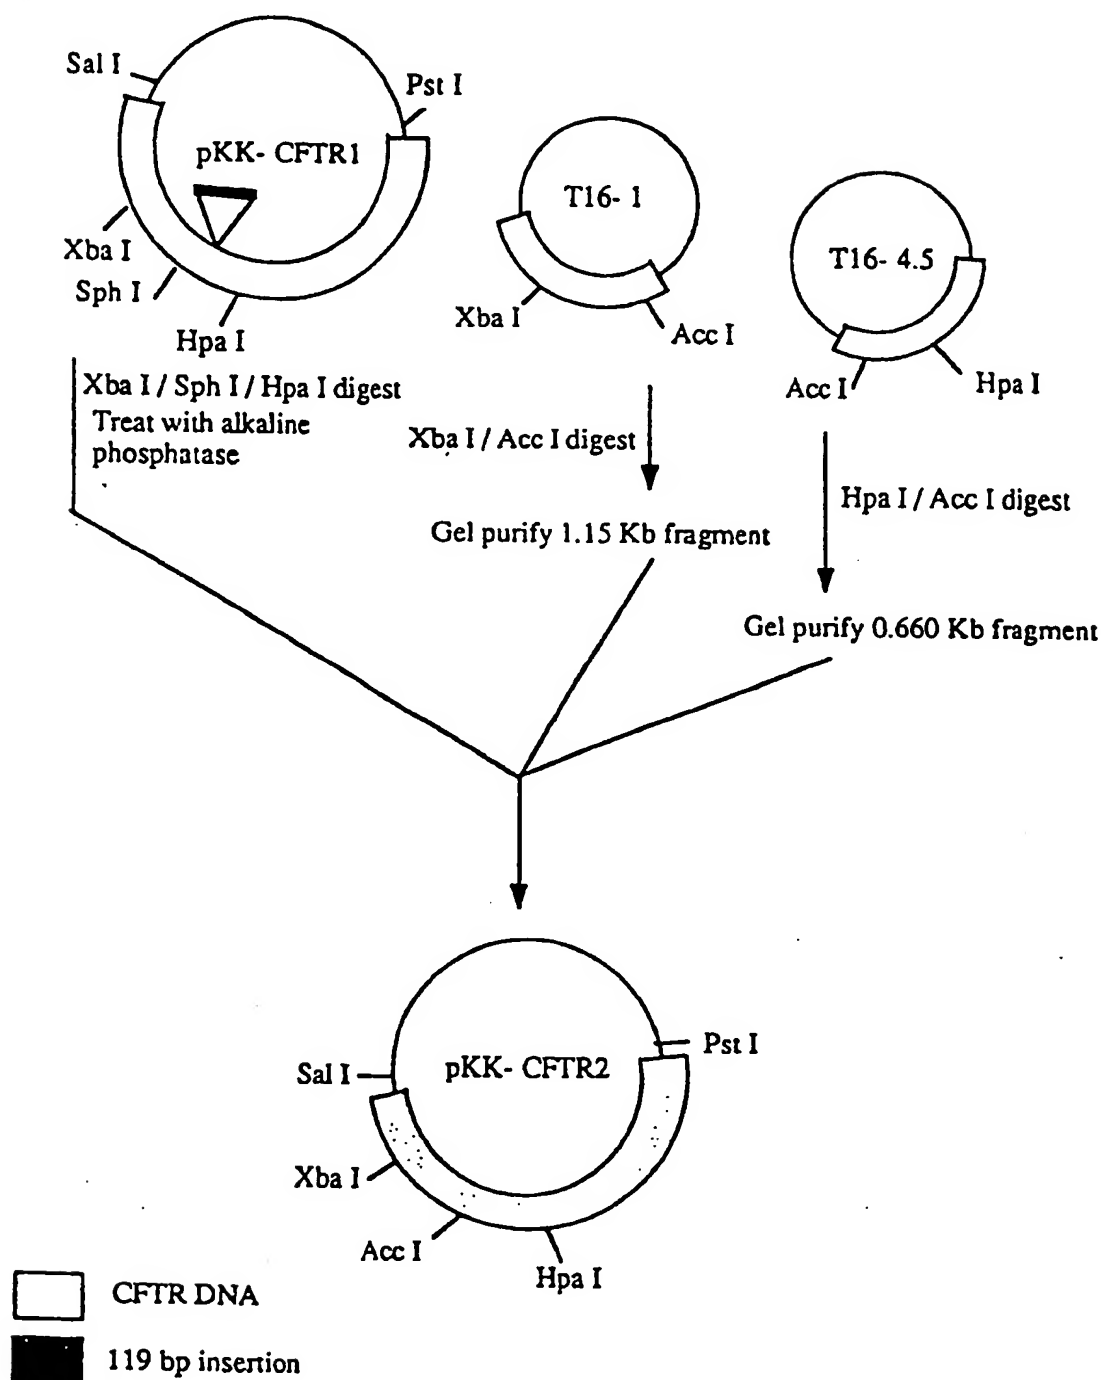 Sal I
Pst I
pKK- CFTR1
Xba I
Sph I
Hpa I
T16- 1
Xba I
Acc I
T16- 4.5
Acc I
Hpa I
Xba I / Sph I / Hpa I digest
Treat with alkaline
phosphatase
Xba I / Acc I digest
Hpa I / Acc I digest
Gel purify 1.15 Kb fragment
Gel purify 0.660 Kb fragment
Sal I
Pst I
pKK- CFTR2
Xba I
Acc I
Hpa I
CFTR DNA
119 bp insertion